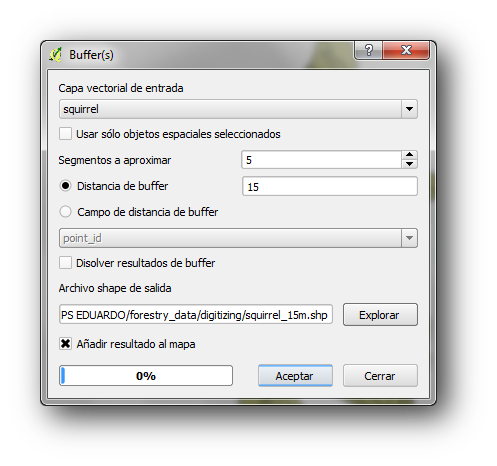 Buffer(s)
?
Capa vectorial de entrada
squirrel
Usar sólo objetos espaciales seleccionados
Segmentos a aproximar 5
Distancia de buffer 15
Campo de distancia de buffer
point_id
Disolver resultados de buffer
Archivo shape de salida
PS EDUARDO/forestry_data/digitizing/squirrel_15m.shp Explorar
Añadir resultado al mapa
0% Aceptar Cerrar